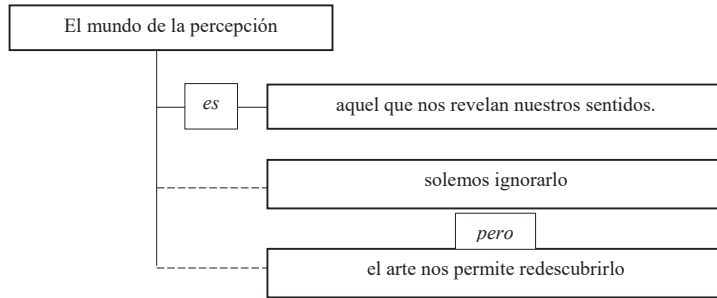 El mundo de la percepción
es
aquel que nos revelan nuestros sentidos.
solemos ignorarlo
pero
el arte nos permite redescubrirlo